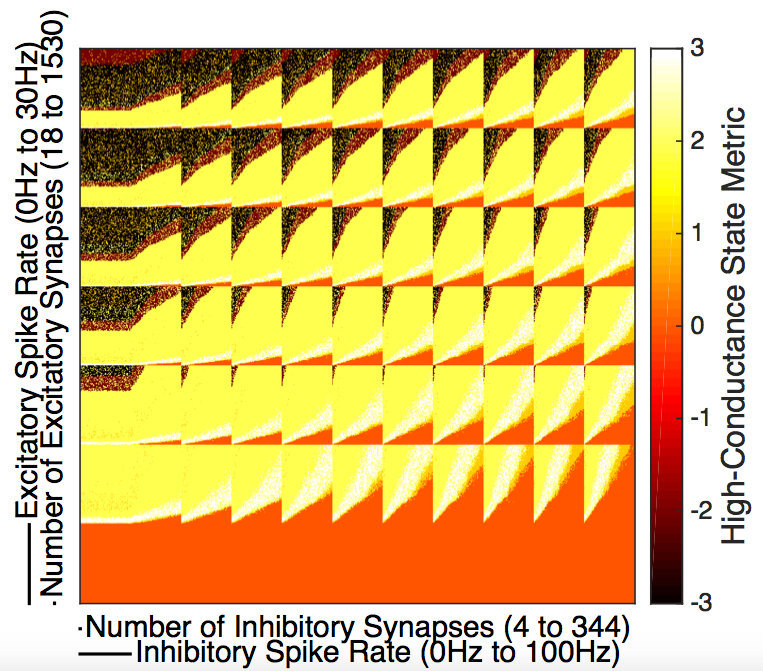 Excitatory Spike Rate (0Hz to 30Hz)
·Number of Excitatory Synapses (18 to 1530)
3
2
1
0
-1
-2
-3
High-Conductance State Metric
·Number of Inhibitory Synapses (4 to 344)
Inhibitory Spike Rate (0Hz to 100Hz)